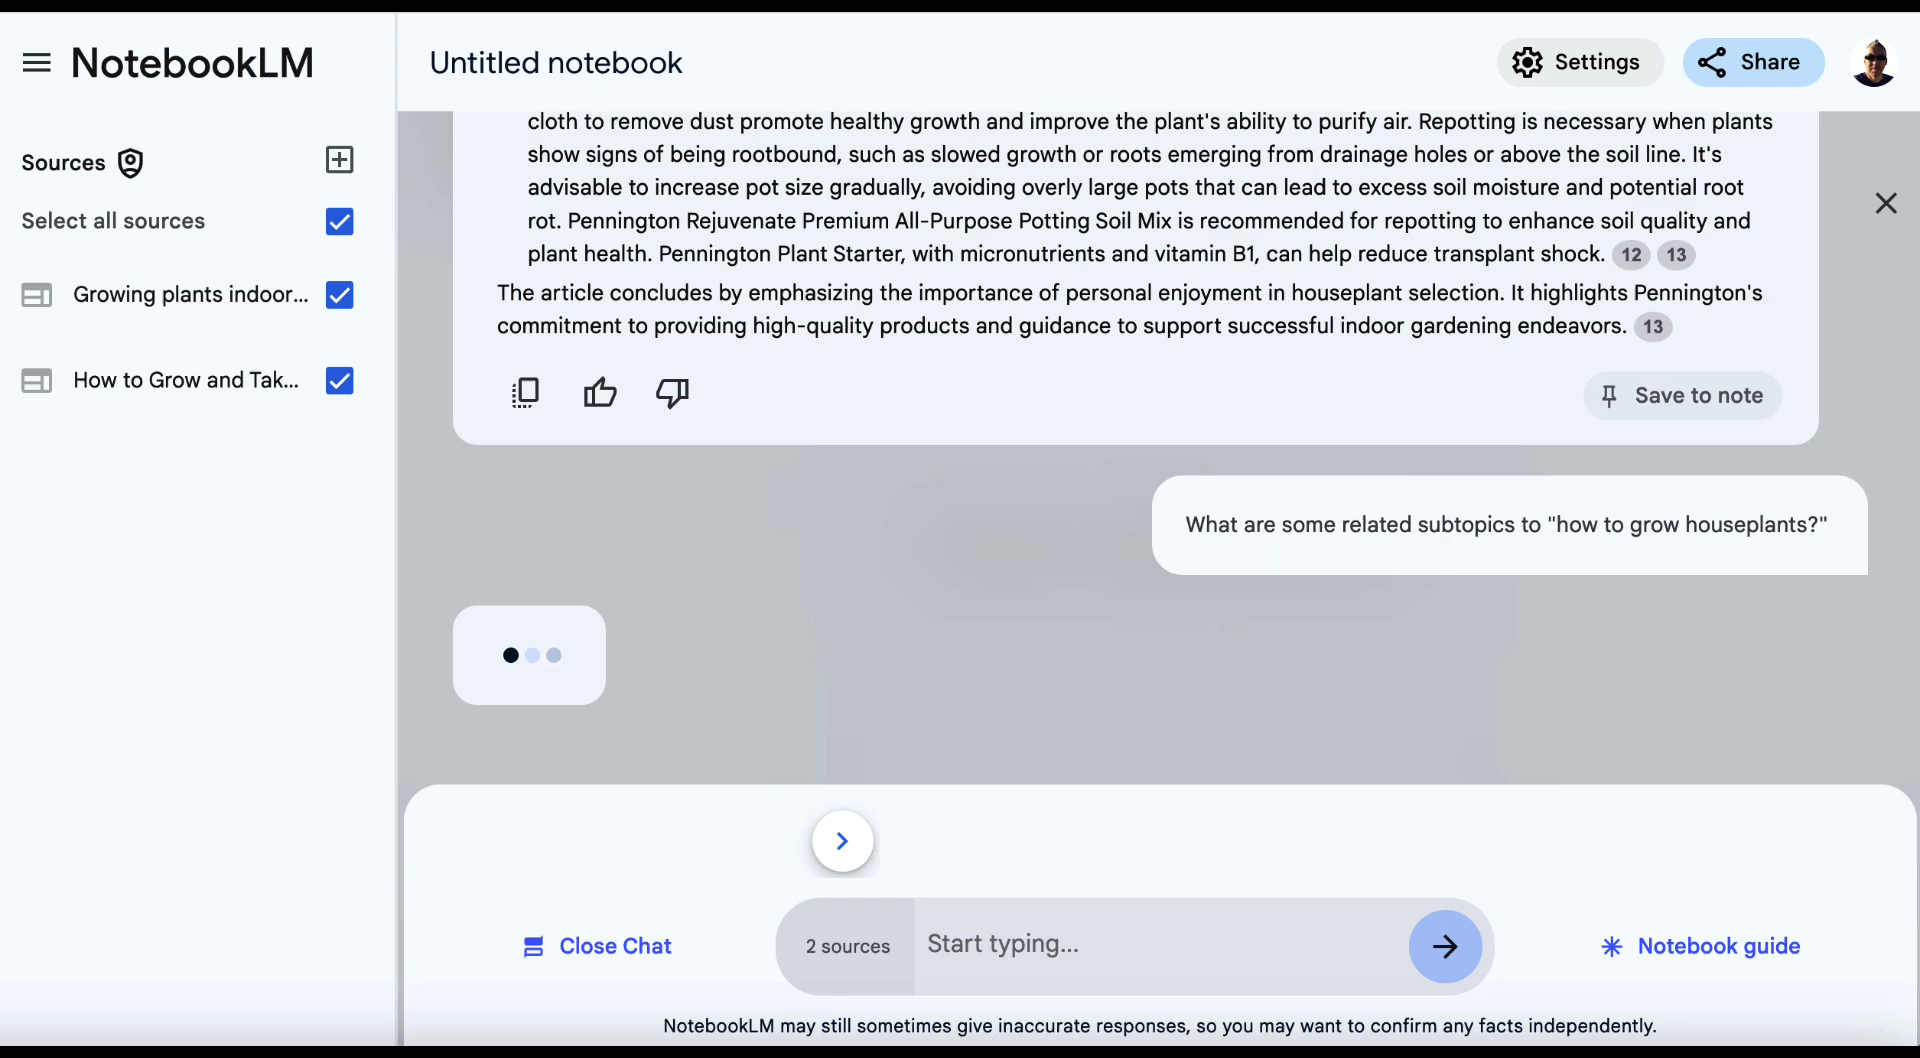 NotebookLM
Untitled notebook
Settings
Share
Sources
Select all sources
Growing plants indoor...
How to Grow and Tak...
cloth to remove dust promote healthy growth and improve the plant's ability to purify air. Repotting is necessary when plants
show signs of being rootbound, such as slowed growth or roots emerging from drainage holes or above the soil line. It's
advisable to increase pot size gradually, avoiding overly large pots that can lead to excess soil moisture and potential root
rot. Pennington Rejuvenate Premium All-Purpose Potting Soil Mix is recommended for repotting to enhance soil quality and
plant health. Pennington Plant Starter, with micronutrients and vitamin B1, can help reduce transplant shock. 12 13
The article concludes by emphasizing the importance of personal enjoyment in houseplant selection. It highlights Pennington's
commitment to providing high-quality products and guidance to support successful indoor gardening endeavors. 13
Save to note
What are some related subtopics to "how to grow houseplants?"
Close Chat
2 sources
Start typing...
Notebook guide
NotebookLM may still sometimes give inaccurate responses, so you may want to confirm any facts independently.